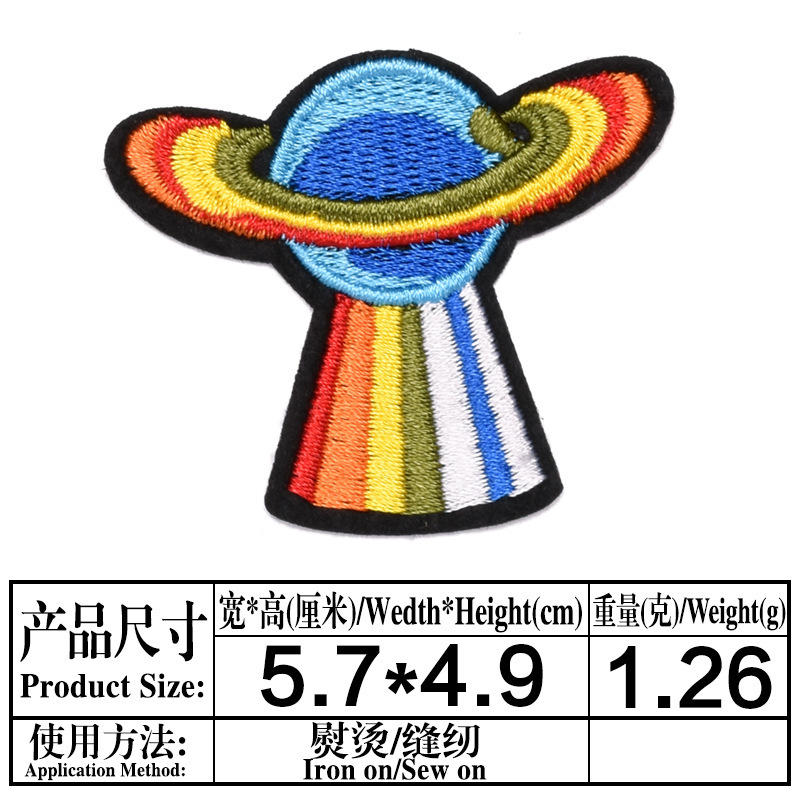 产品尺寸
Product Size:
宽*高(厘米)/Wedth*Height(cm)
重量(克)/Weight(g)
5.7*4.9
1.26
使用方法:
Application Method:
熨烫/缝纫
Iron on/Sew on